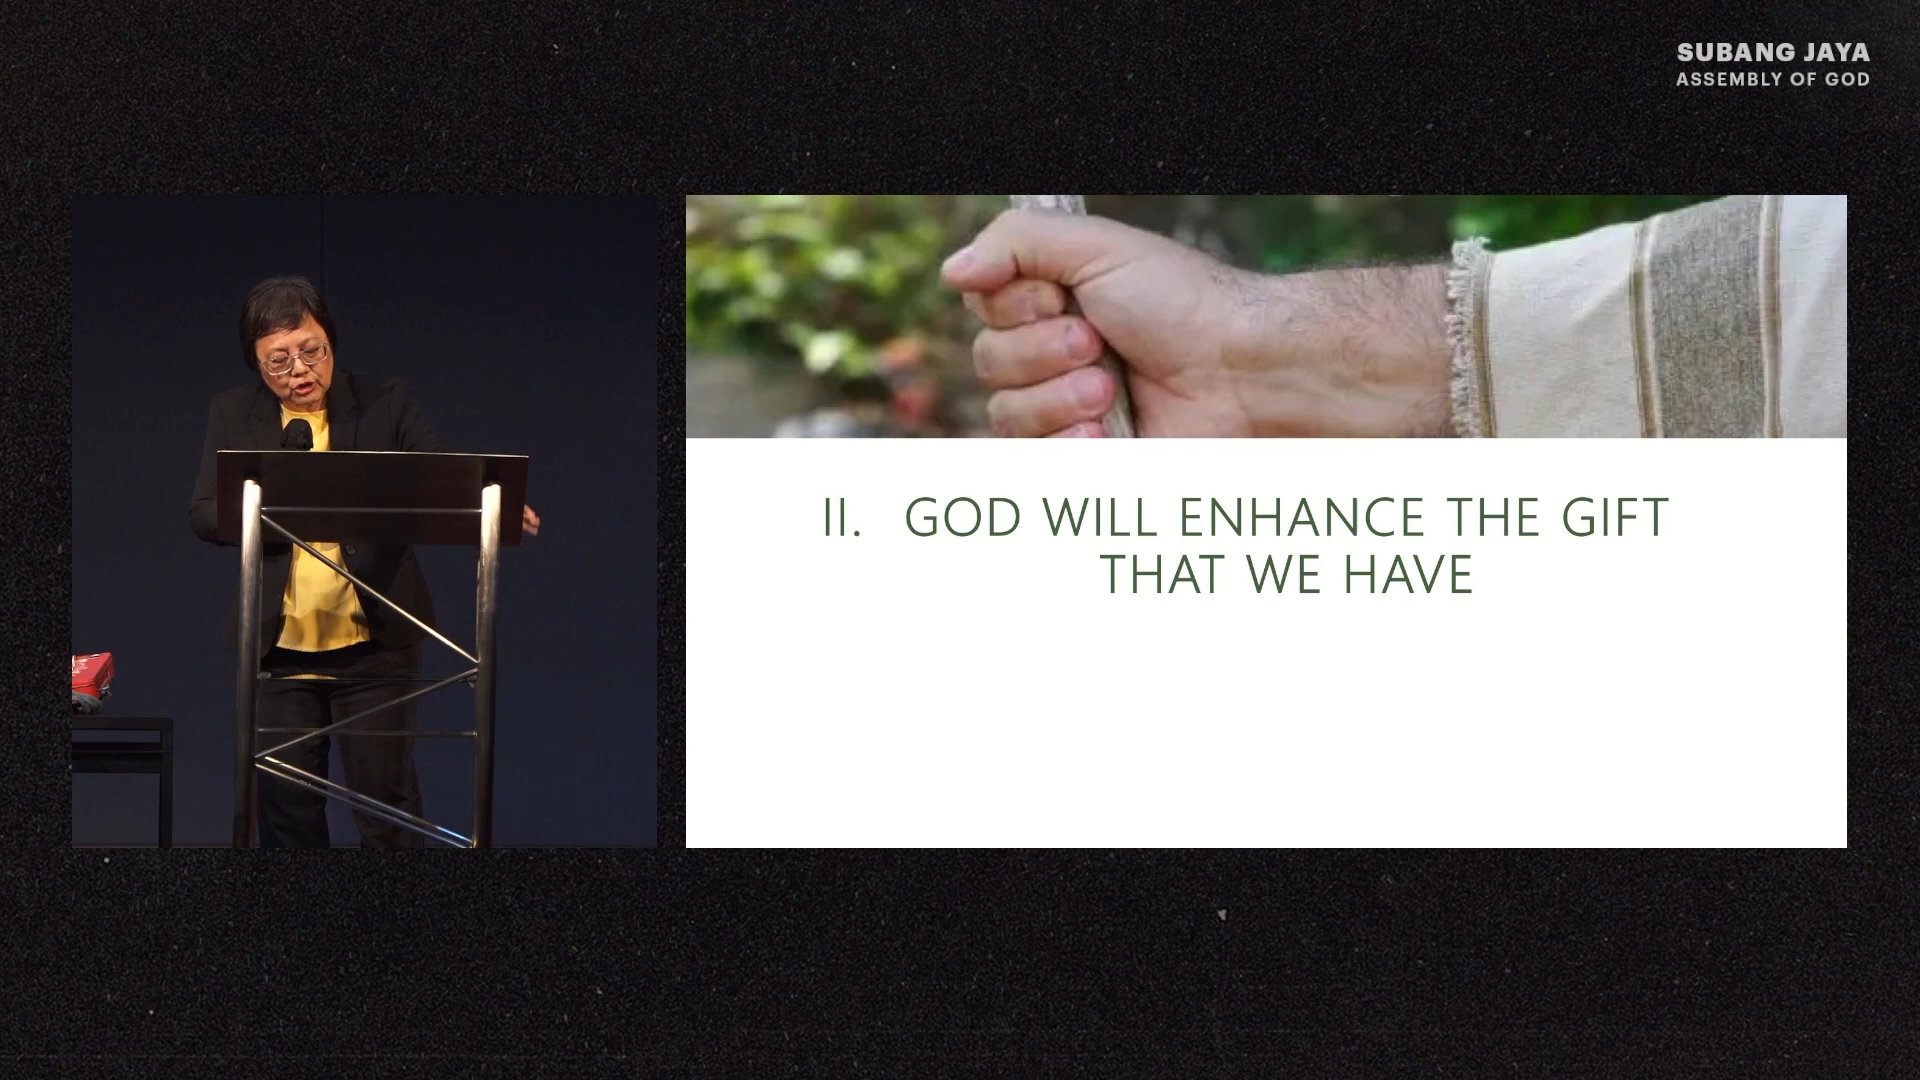 SUBANG JAYA
ASSEMBLY OF GOD
II. GOD WILL ENHANCE THE GIFT
THAT WE HAVE